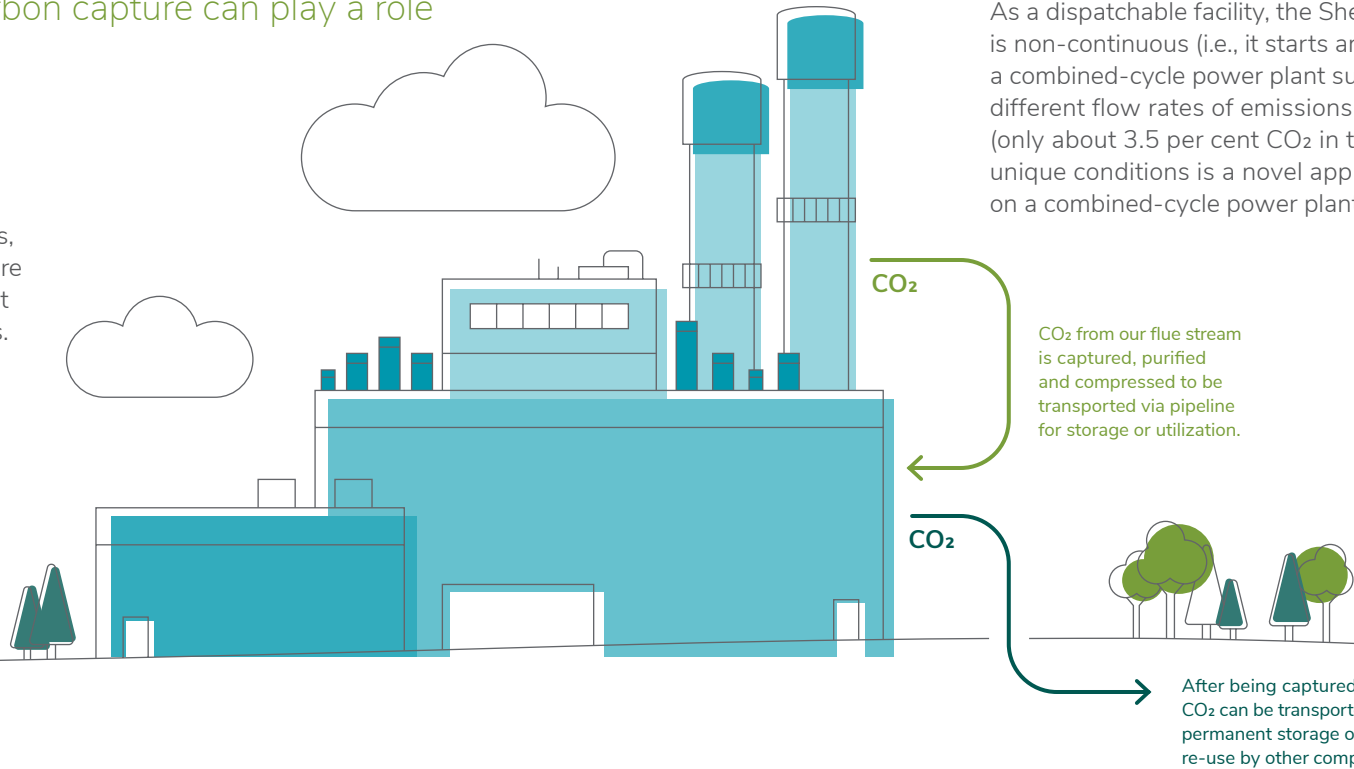 carbon capture can play a role
s,
re
t
s.
As a dispatchable facility, the She
is non-continuous (i.e., it starts an
a combined-cycle power plant su
different flow rates of emissions
(only about 3.5 per cent CO₂ in t
unique conditions is a novel app
on a combined-cycle power plant
CO₂
CO₂ from our flue stream
is captured, purified
and compressed to be
transported via pipeline
for storage or utilization.
CO₂
After being captured
CO₂ can be transport
permanent storage o
re-use by other comp